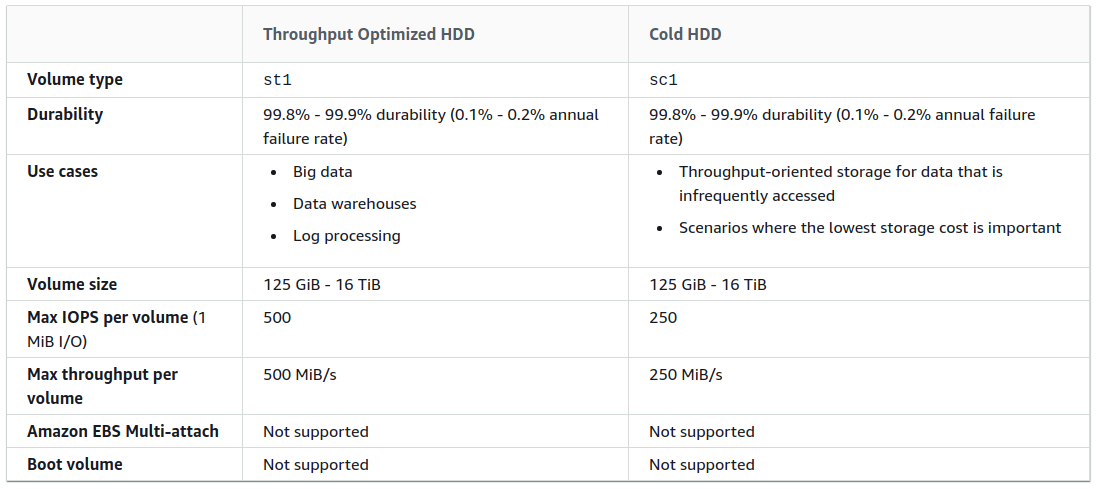 Throughput Optimized HDD Cold HDD
Volume type st1 sc1
Durability 99.8% - 99.9% durability (0.1% - 0.2% annual 99.8% - 99.9% durability (0.1% - 0.2% annual failure
failure rate) rate)
Use cases • Big data • Throughput-oriented storage for data that is
infrequently accessed
• Data warehouses
• Scenarios where the lowest storage cost is important
• Log processing
Volume size 125 GiB - 16 TiB 125 GiB - 16 TiB
Max IOPS per volume (1 500 250
MiB I/O)
Max throughput per 500 MiB/s 250 MiB/s
volume
Amazon EBS Multi-attach Not supported Not supported
Boot volume Not supported Not supported